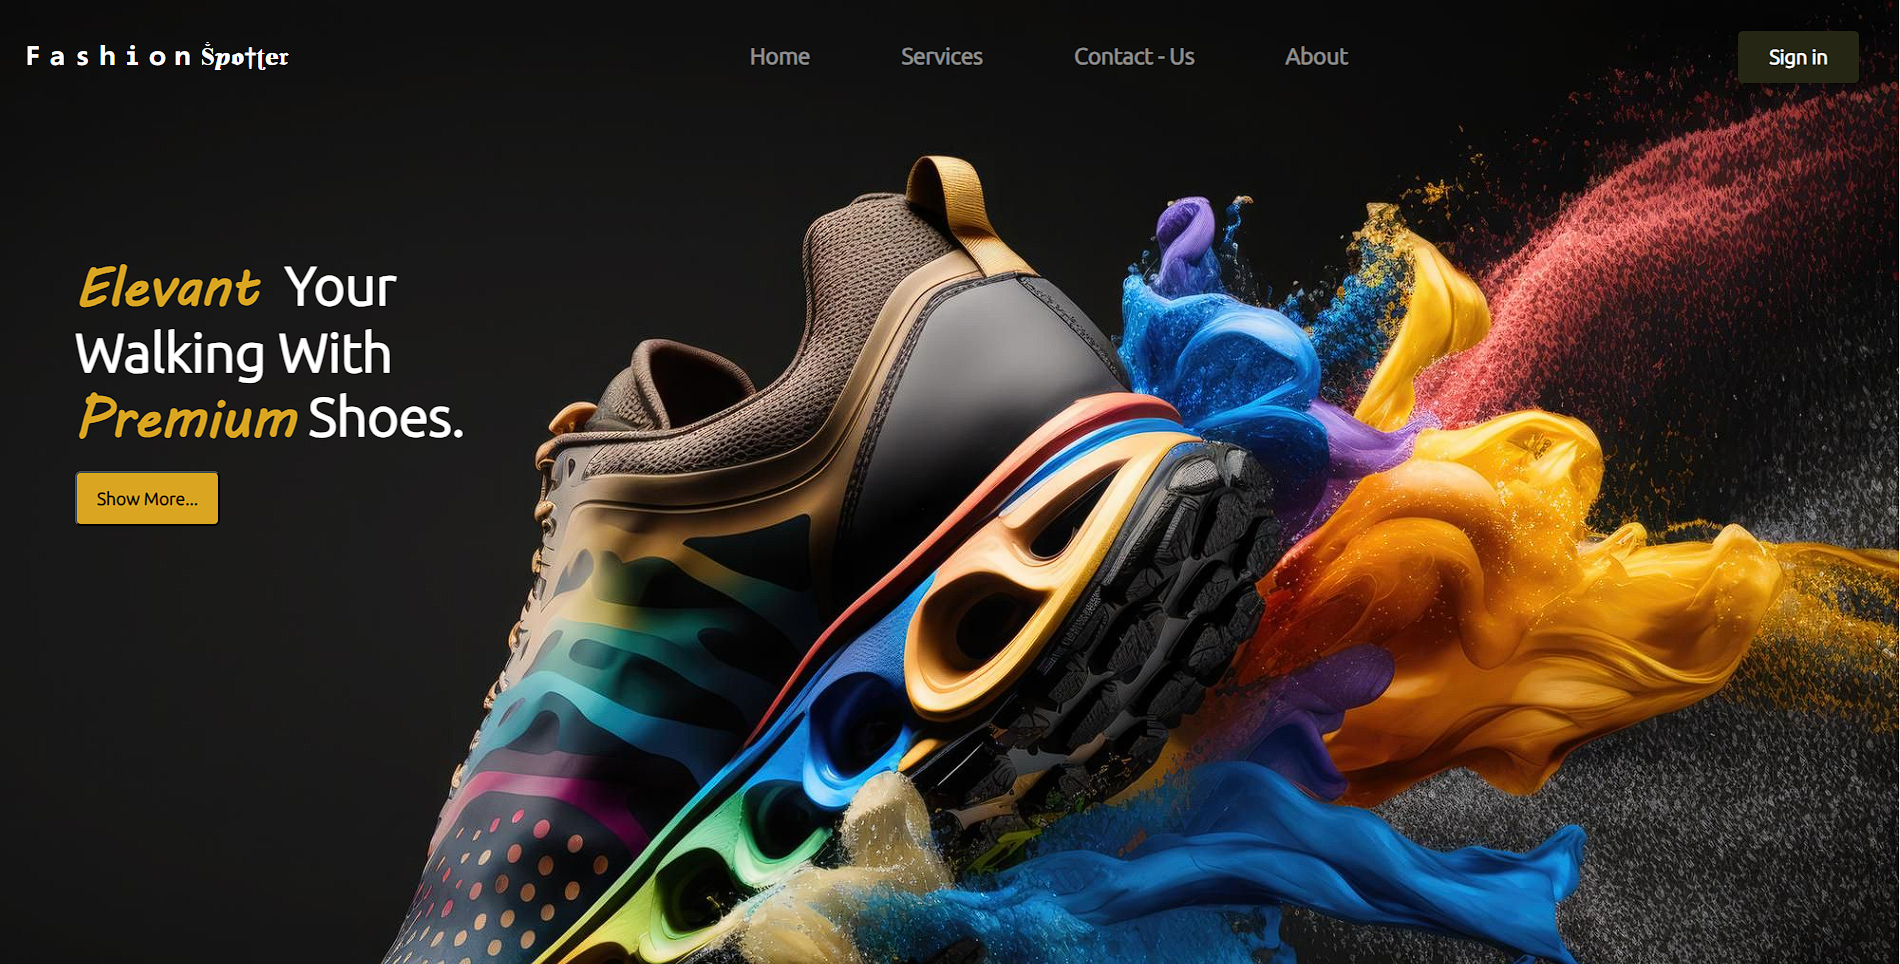 Fashion Spotter
Home
Services
Contact - Us
About
Sign in
Elevant Your
Walking With
Premium Shoes.
Show More...